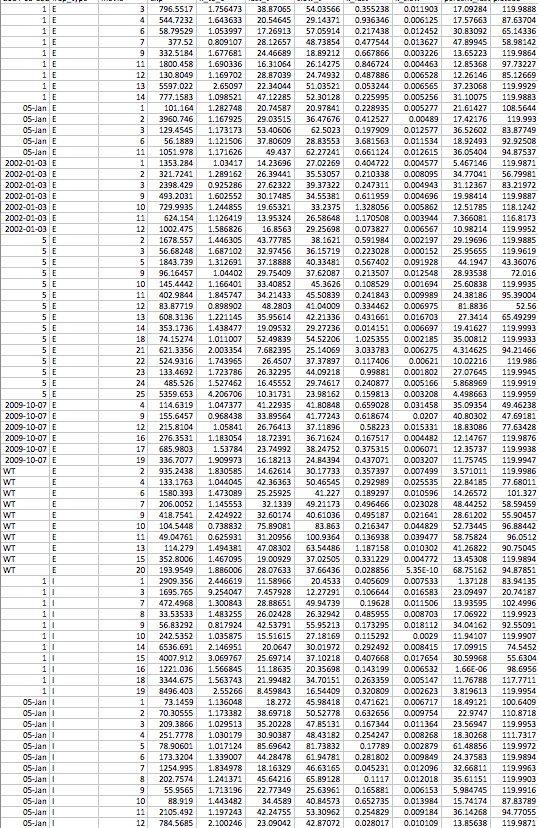 1 E 3 796.5517 1.756473 38.87065 54.03566 0.355238 0.011903 17.09284 119.9888
1 E 4 544.7232 1.643633 20.54645 29.14371 0.936346 0.006125 17.57763 87.63704
1 E 6 58.79529 1.053997 17.26913 57.05914 0.217438 0.012452 30.83092 65.14336
1 E 7 377.52 0.809107 28.12657 48.73854 0.477544 0.013627 47.89945 58.98142
1 E 9 332.5184 1.677681 24.46689 18.89212 0.667866 0.003226 13.65223 119.9864
1 E 11 1800.458 1.690336 16.31064 26.14275 0.846724 0.004463 12.85368 97.73227
1 E 12 130.8049 1.169702 28.87039 24.74932 0.487886 0.006528 12.26146 85.12669
1 E 13 5597.022 2.65097 22.34044 51.03521 0.053244 0.006565 37.23068 119.9929
1 E 14 777.1583 1.098521 47.12285 52.30128 0.225995 0.005256 31.10075 119.9883
05-Jan E 1 101.164 1.282748 20.74587 20.97841 0.228935 0.005277 21.61427 108.5644
05-Jan E 2 3960.746 1.167925 29.03515 36.47676 0.412527 0.00489 17.42176 119.993
05-Jan E 3 129.4545 1.171173 53.40606 62.5023 0.197909 0.012577 36.52602 83.87749
05-Jan E 6 56.1889 1.121506 37.80609 28.83553 3.681563 0.011534 18.92493 92.92508
05-Jan E 11 1051.978 1.171626 49.437 62.27241 0.661124 0.012615 36.05404 94.87537
2002-01-03 E 1 1353.284 1.03417 14.23696 27.02269 0.404722 0.004577 5.467146 119.9871
2002-01-03 E 2 321.7241 1.289162 26.39441 35.53057 0.210338 0.008095 34.77041 56.79981
2002-01-03 E 4 2398.429 0.925286 27.62322 39.37322 0.247311 0.004943 31.12367 83.21972
2002-01-03 E 9 493.2031 1.602552 30.17485 34.55381 0.611959 0.004696 19.98414 119.9887
2002-01-03 E 10 729.9935 1.244855 19.65321 33.2375 1.328056 0.005862 12.51785 118.1242
2002-01-03 E 11 624.154 1.126419 13.95324 26.58648 1.170508 0.003943 7.366081 116.8173
2002-01-03 E 12 1002.475 1.586826 16.8563 29.25698 0.073827 0.006567 10.98214 119.9952
5 E 2 1678.557 1.446305 43.77785 38.1621 0.591984 0.002197 29.19696 119.9885
5 E 3 56.68248 1.687102 32.97456 36.15719 0.223028 0.000152 25.95655 119.9619
5 E 5 1843.739 1.312691 37.18888 40.33481 0.567402 0.091928 44.1947 43.36076
5 E 9 96.16457 1.04402 29.75409 37.62087 0.213507 0.012548 28.93538 72.016
5 E 10 145.4442 1.166401 33.40852 45.3626 0.108529 0.001694 25.60838 119.9935
5 E 11 402.9844 1.845747 34.21433 45.50839 0.241843 0.009989 24.38186 95.39004
5 E 12 83.87719 0.898902 48.2803 41.04009 0.334462 0.006975 81.8836 52.56
5 E 13 608.3136 1.221145 35.95614 42.21336 0.431661 0.016703 27.3414 65.49299
5 E 14 353.1736 1.438477 19.09532 29.27236 0.014151 0.006697 19.41627 119.9993
5 E 18 74.15274 1.011007 52.49839 54.52206 1.025355 0.002185 35.00812 119.9933
5 E 21 621.3356 2.003354 7.682395 25.14069 3.033783 0.006275 4.314625 94.21466
5 E 22 524.9316 1.743965 26.4507 37.37897 0.117406 0.00621 10.02216 119.986
5 E 23 133.4692 1.723786 26.32295 44.09218 0.99881 0.001802 27.07645 119.9945
5 E 24 485.526 1.527462 16.45552 29.74617 0.240877 0.005166 5.868969 119.9919
5 E 25 5359.653 4.206706 10.31731 23.98162 0.159813 0.003208 4.498663 119.9959
2009-10-07 E 4 114.6319 1.047377 41.22935 41.80848 0.659028 0.031458 35.09354 49.46238
2009-10-07 E 9 155.6457 0.968438 33.89564 41.77243 0.618674 0.0207 40.80302 47.69181
2009-10-07 E 12 215.8104 1.05841 26.76413 37.11896 0.58223 0.015331 18.83086 77.63428
2009-10-07 E 16 276.3531 1.183054 18.72391 36.71624 0.167517 0.004482 12.14767 119.9876
2009-10-07 E 17 685.9803 1.53784 23.74992 38.24752 0.375315 0.006071 12.35737 119.9938
2009-10-07 E 19 336.7077 1.909973 16.18213 24.84394 0.437071 0.003207 11.75745 119.9947
WT E 2 935.2438 1.830585 14.62614 30.17733 0.357397 0.007499 3.571011 119.9986
WT E 4 133.1763 1.044045 42.36363 50.46545 0.292989 0.025535 22.84185 77.68011
WT E 6 1580.393 1.473089 25.25925 41.227 0.189297 0.010596 14.26572 101.327
WT E 7 206.0052 1.145553 32.1339 49.21173 0.496466 0.023028 48.44252 58.59459
WT E 9 418.7541 2.424922 32.60174 40.61036 0.495187 0.021641 28.61202 55.90457
WT E 10 104.5448 0.738832 75.89081 83.863 0.216347 0.044829 52.73445 96.88442
WT E 11 49.04761 0.625931 31.20956 100.9364 0.136938 0.039477 58.75824 96.0512
WT E 13 114.279 1.494381 47.08302 63.54486 1.187158 0.010302 41.26822 90.75045
WT E 15 352.8006 1.467095 19.00929 37.02505 0.331229 0.004772 13.45308 119.9894
WT E 20 193.9549 1.886006 28.07633 37.66436 0.028856 5.35E-10 68.75162 94.87851
1 I 1 2909.356 2.446619 11.58966 20.4533 0.405609 0.007533 1.37128 83.94135
1 I 3 1695.765 9.254047 7.457928 12.27291 0.106644 0.016583 23.09497 20.74187
1 I 7 472.4968 1.300843 28.88651 49.94739 0.19628 0.011506 13.93595 102.4996
1 I 8 33.53533 1.483255 26.02428 26.32942 0.485955 0.008703 17.06922 119.9923
1 I 9 56.83292 0.817924 42.53791 55.95213 0.173295 0.018112 34.04162 92.55091
1 I 10 242.5352 1.035875 15.51611 27.18169 0.115292 0.0029 11.94107 119.9907
1 I 14 6536.691 2.146951 20.0647 30.01972 0.292492 0.008415 17.09715 74.5452
1 I 15 4007.912 3.069767 25.69714 37.10218 0.407668 0.017654 30.59968 55.6304
1 I 16 1221.036 1.566845 11.18635 20.35698 0.143199 0.006532 1.66E-06 98.6956
1 I 18 3344.675 1.563743 21.99482 34.70151 0.263359 0.005147 11.76788 117.7711
1 I 19 8496.403 2.55266 8.459843 16.54409 0.320809 0.002623 3.819613 119.9954
05-Jan I 1 73.1459 1.136048 18.272 45.98418 0.471621 0.006717 18.49121 100.6409
05-Jan I 2 70.30555 1.173382 38.69718 50.52778 0.632656 0.009754 22.9747 110.8718
05-Jan I 3 209.3866 1.029513 35.20228 47.85131 0.167344 0.011364 23.56947 119.9953
05-Jan I 4 251.7778 1.030179 30.90387 48.43182 0.254247 0.008268 18.30268 111.7317
05-Jan I 5 78.90601 1.017124 85.69642 81.73832 0.17789 0.002879 61.48856 119.9972
05-Jan I 6 173.3204 1.339007 44.28478 61.94781 0.281802 0.009849 24.37583 119.9894
05-Jan I 7 1254.995 1.834949 18.16329 46.63165 0.045231 0.012096 32.66811 119.9963
05-Jan I 8 202.7574 1.241371 45.64216 65.89128 0.1117 0.012018 35.61151 119.9903
05-Jan I 9 55.9565 1.713196 22.77349 25.63961 0.165881 0.006153 5.984744 119.9916
05-Jan I 10 88.919 1.443482 34.4589 40.84573 0.652735 0.013984 15.74174 87.83789
05-Jan I 11 2105.492 1.197243 42.24755 53.30962 0.254829 0.009184 36.14268 94.77055
05-Jan I 12 784.5685 2.100246 23.09042 42.87072 0.028017 0.010109 13.85638 119.9871